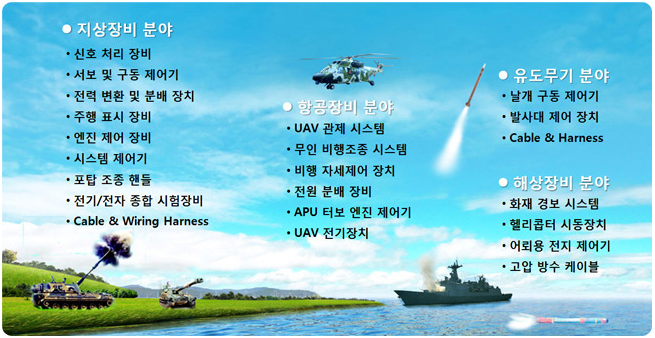 ● 지상장비 분야
• 신호 처리 장비
• 서보 및 구동 제어기
• 전력 변환 및 분배 장치
• 주행 표시 장비
• 엔진 제어 장비
• 시스템 제어기
• 포탑 조종 핸들
• 전기/전자 종합 시험장비
• Cable & Wiring Harness
● 항공장비 분야
• UAV 관제 시스템
• 무인 비행조종 시스템
• 비행 자세제어 장치
• 전원 분배 장비
• APU 터보 엔진 제어기
• UAV 전기장치
● 유도무기 분야
• 날개 구동 제어기
• 발사대 제어 장치
• Cable & Harness
● 해상장비 분야
• 화재 경보 시스템
• 헬리콥터 시동장치
• 어뢰용 전지 제어기
• 고압 방수 케이블